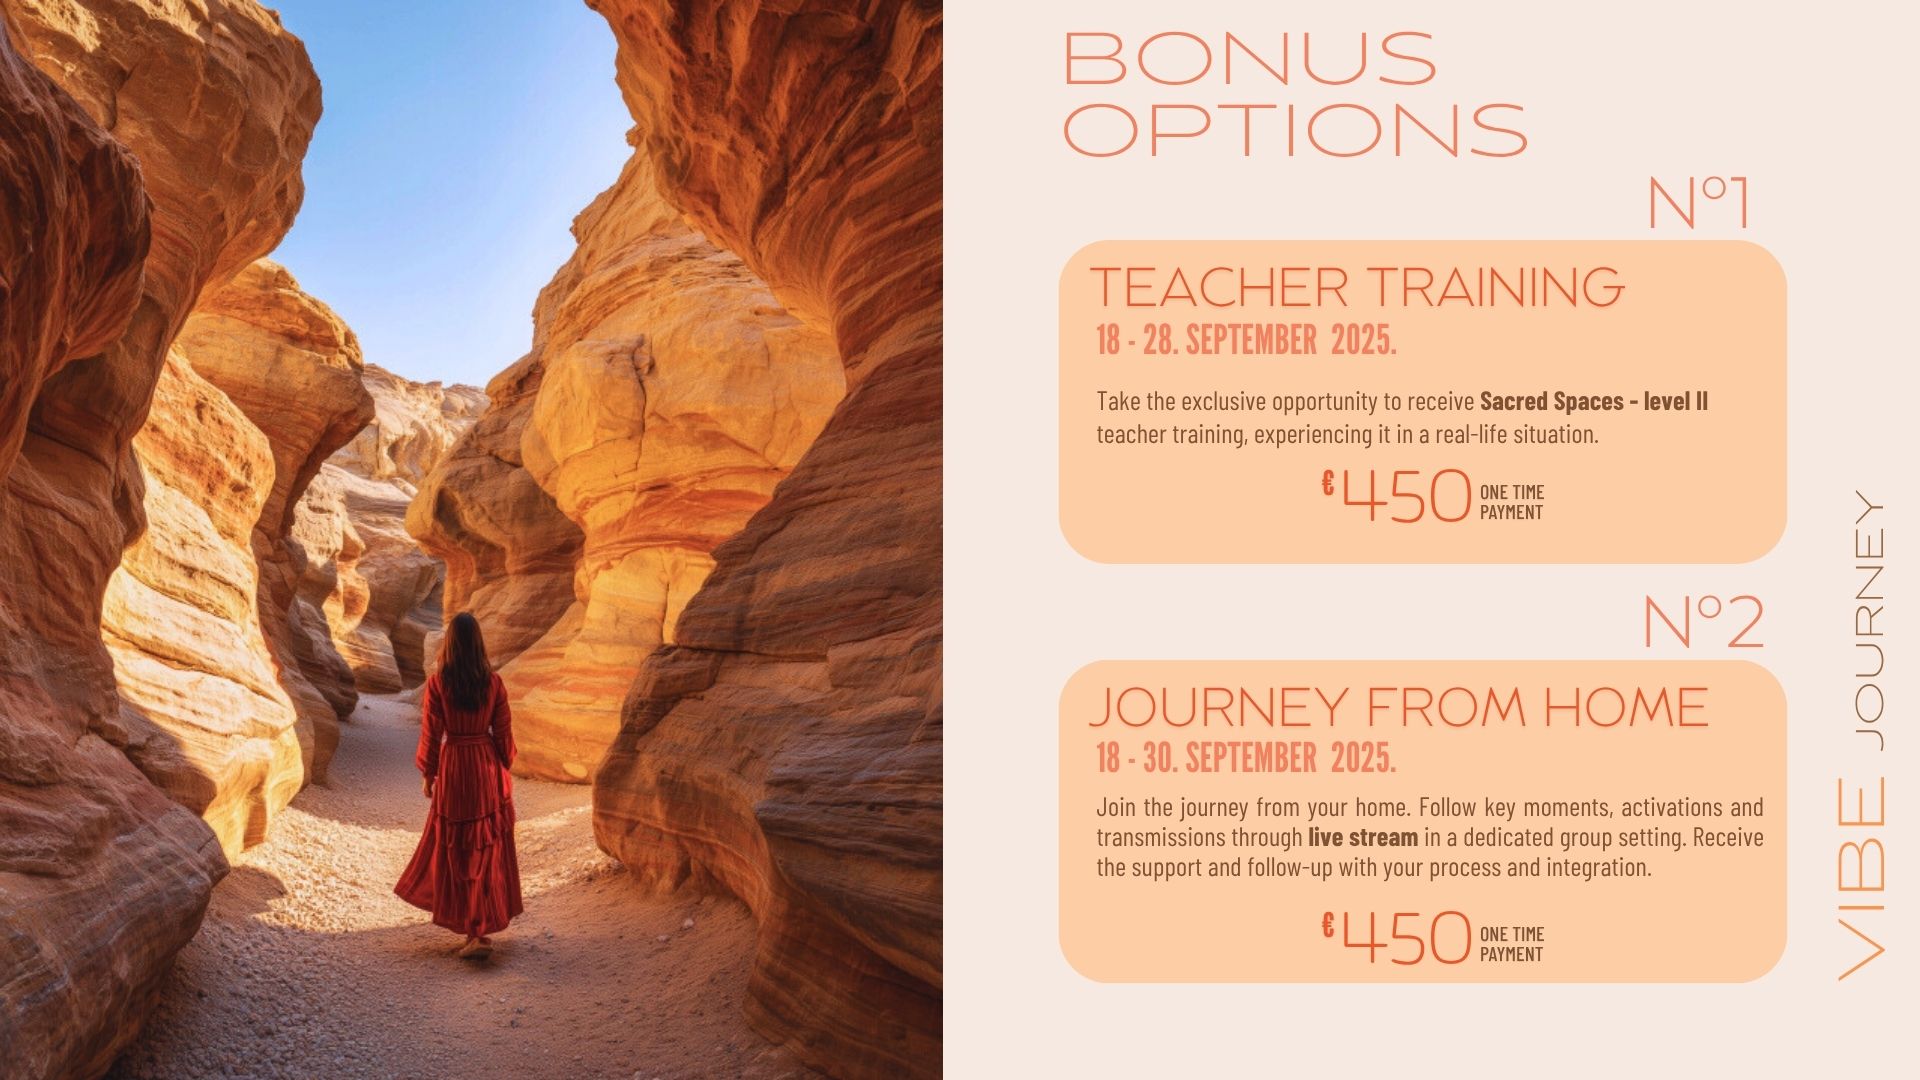 BONUS
OPTIONS
Nº1
TEACHER TRAINING
18 - 28. SEPTEMBER 2025.
Take the exclusive opportunity to receive Sacred Spaces - level II
teacher training, experiencing it in a real-life situation.
€450 ONE TIME
PAYMENT
Nº2
JOURNEY FROM HOME
18 - 30. SEPTEMBER 2025.
Join the journey from your home. Follow key moments, activations and
transmissions through live stream in a dedicated group setting. Receive
the support and follow-up with your process and integration.
€450 ONE TIME
PAYMENT
VIBE JOURNEY